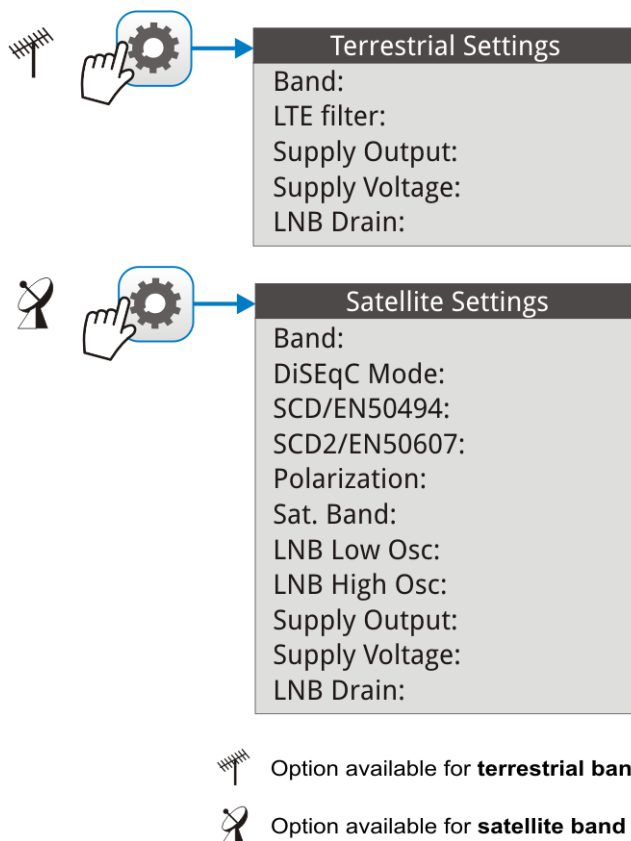 Terrestrial Settings
Band:
LTE filter:
Supply Output:
Supply Voltage:
LNB Drain:
Satellite Settings
Band:
DiSEqC Mode:
SCD/EN50494:
SCD2/EN50607:
Polarization:
Sat. Band:
LNB Low Osc:
LNB High Osc:
Supply Output:
Supply Voltage:
LNB Drain:
Option available for terrestrial ban
Option available for satellite band